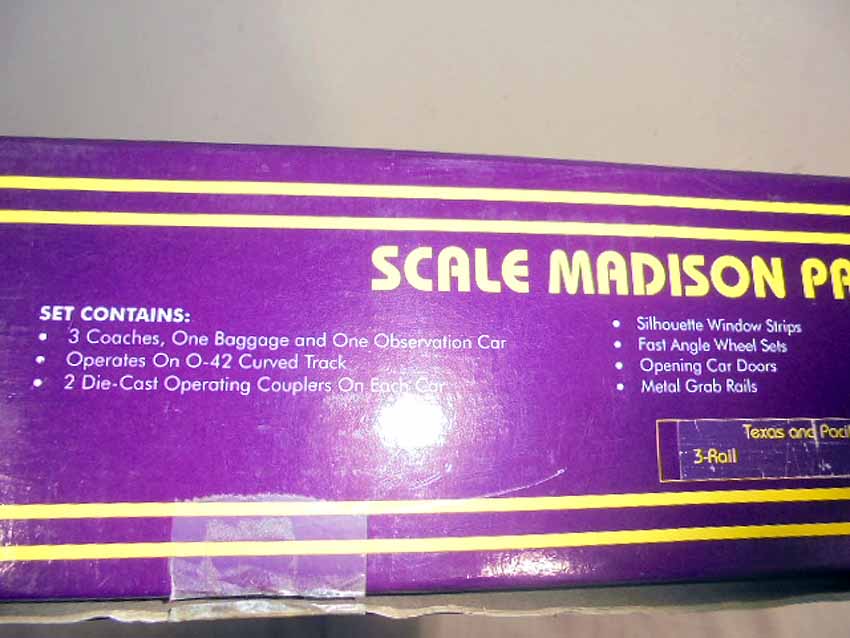 SCALE MADISON PA
SET CONTAINS:
• 3 Coaches, One Baggage and One Observation Car
• Operates On O-42 Curved Track
• 2 Die-Cast Operating Couplers On Each Car
• Silhouette Window Strips
• Fast Angle Wheel Sets
• Opening Car Doors
• Metal Grab Rails
Texas and Pacif
3-Rail